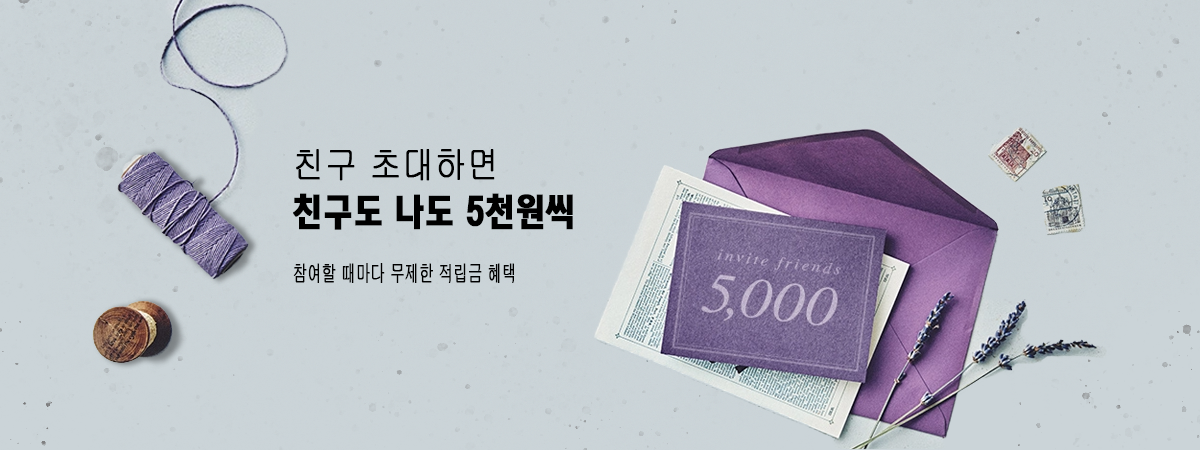 친구 초대하면
친구도 나도 5천원씩
참여할 때마다 무제한 적립금 혜택
invite friends
5,000